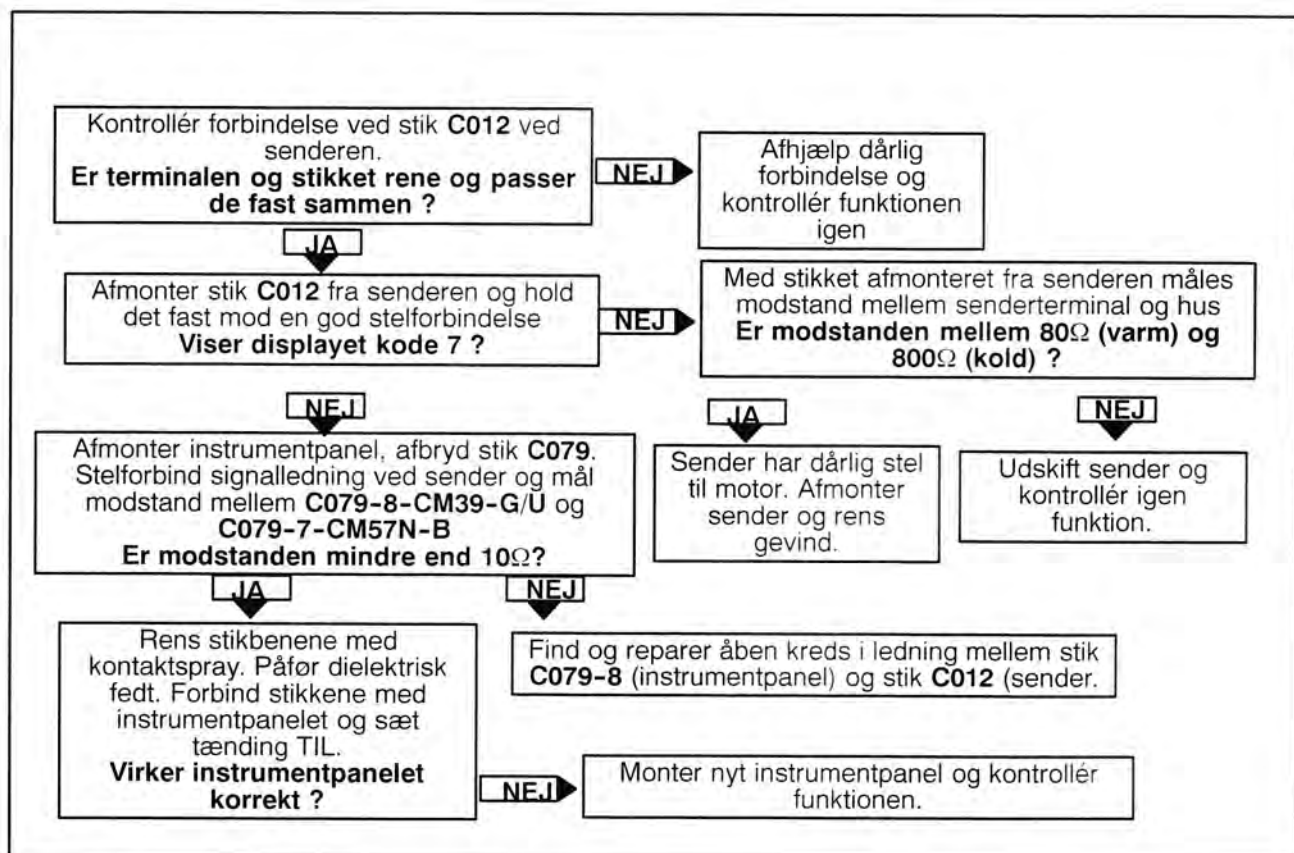 Kontrollér forbindelse ved stik C012 ved
senderen.
Er terminalen og stikket rene og passer
de fast sammen ?
NEJ
Afhjælp dårlig
forbindelse og
kontrollér funktionen
igen
JA
Afmonter stik C012 fra senderen og hold
det fast mod en god stelforbindelse
Viser displayet kode 7 ?
NEJ
Med stikket afmonteret fra senderen måles
modstand mellem senderterminal og hus
Er modstanden mellem 80Ω (varm) og
800Ω (kold) ?
NEJ
JA
NEJ
Afmonter instrumentpanel, afbryd stik C079.
Stelforbind signalledning ved sender og mål
modstand mellem C079-8-CM39-G/U og
C079-7-CM57N-B
Er modstanden mindre end 10Ω?
Sender har dårlig stel
til motor. Afmonter
sender og rens
gevind.
Udskift sender og
kontrollér igen
funktion.
JA
NEJ
Rens stikbenene med
kontaktspray. Påfør dielektrisk
fedt. Forbind stikkene med
instrumentpanelet og sæt
tænding TIL.
Virker instrumentpanelet
korrekt ?
Find og reparer åben kreds i ledning mellem stik
C079-8 (instrumentpanel) og stik C012 (sender.
NEJ
Monter nyt instrumentpanel og kontrollér
funktionen.